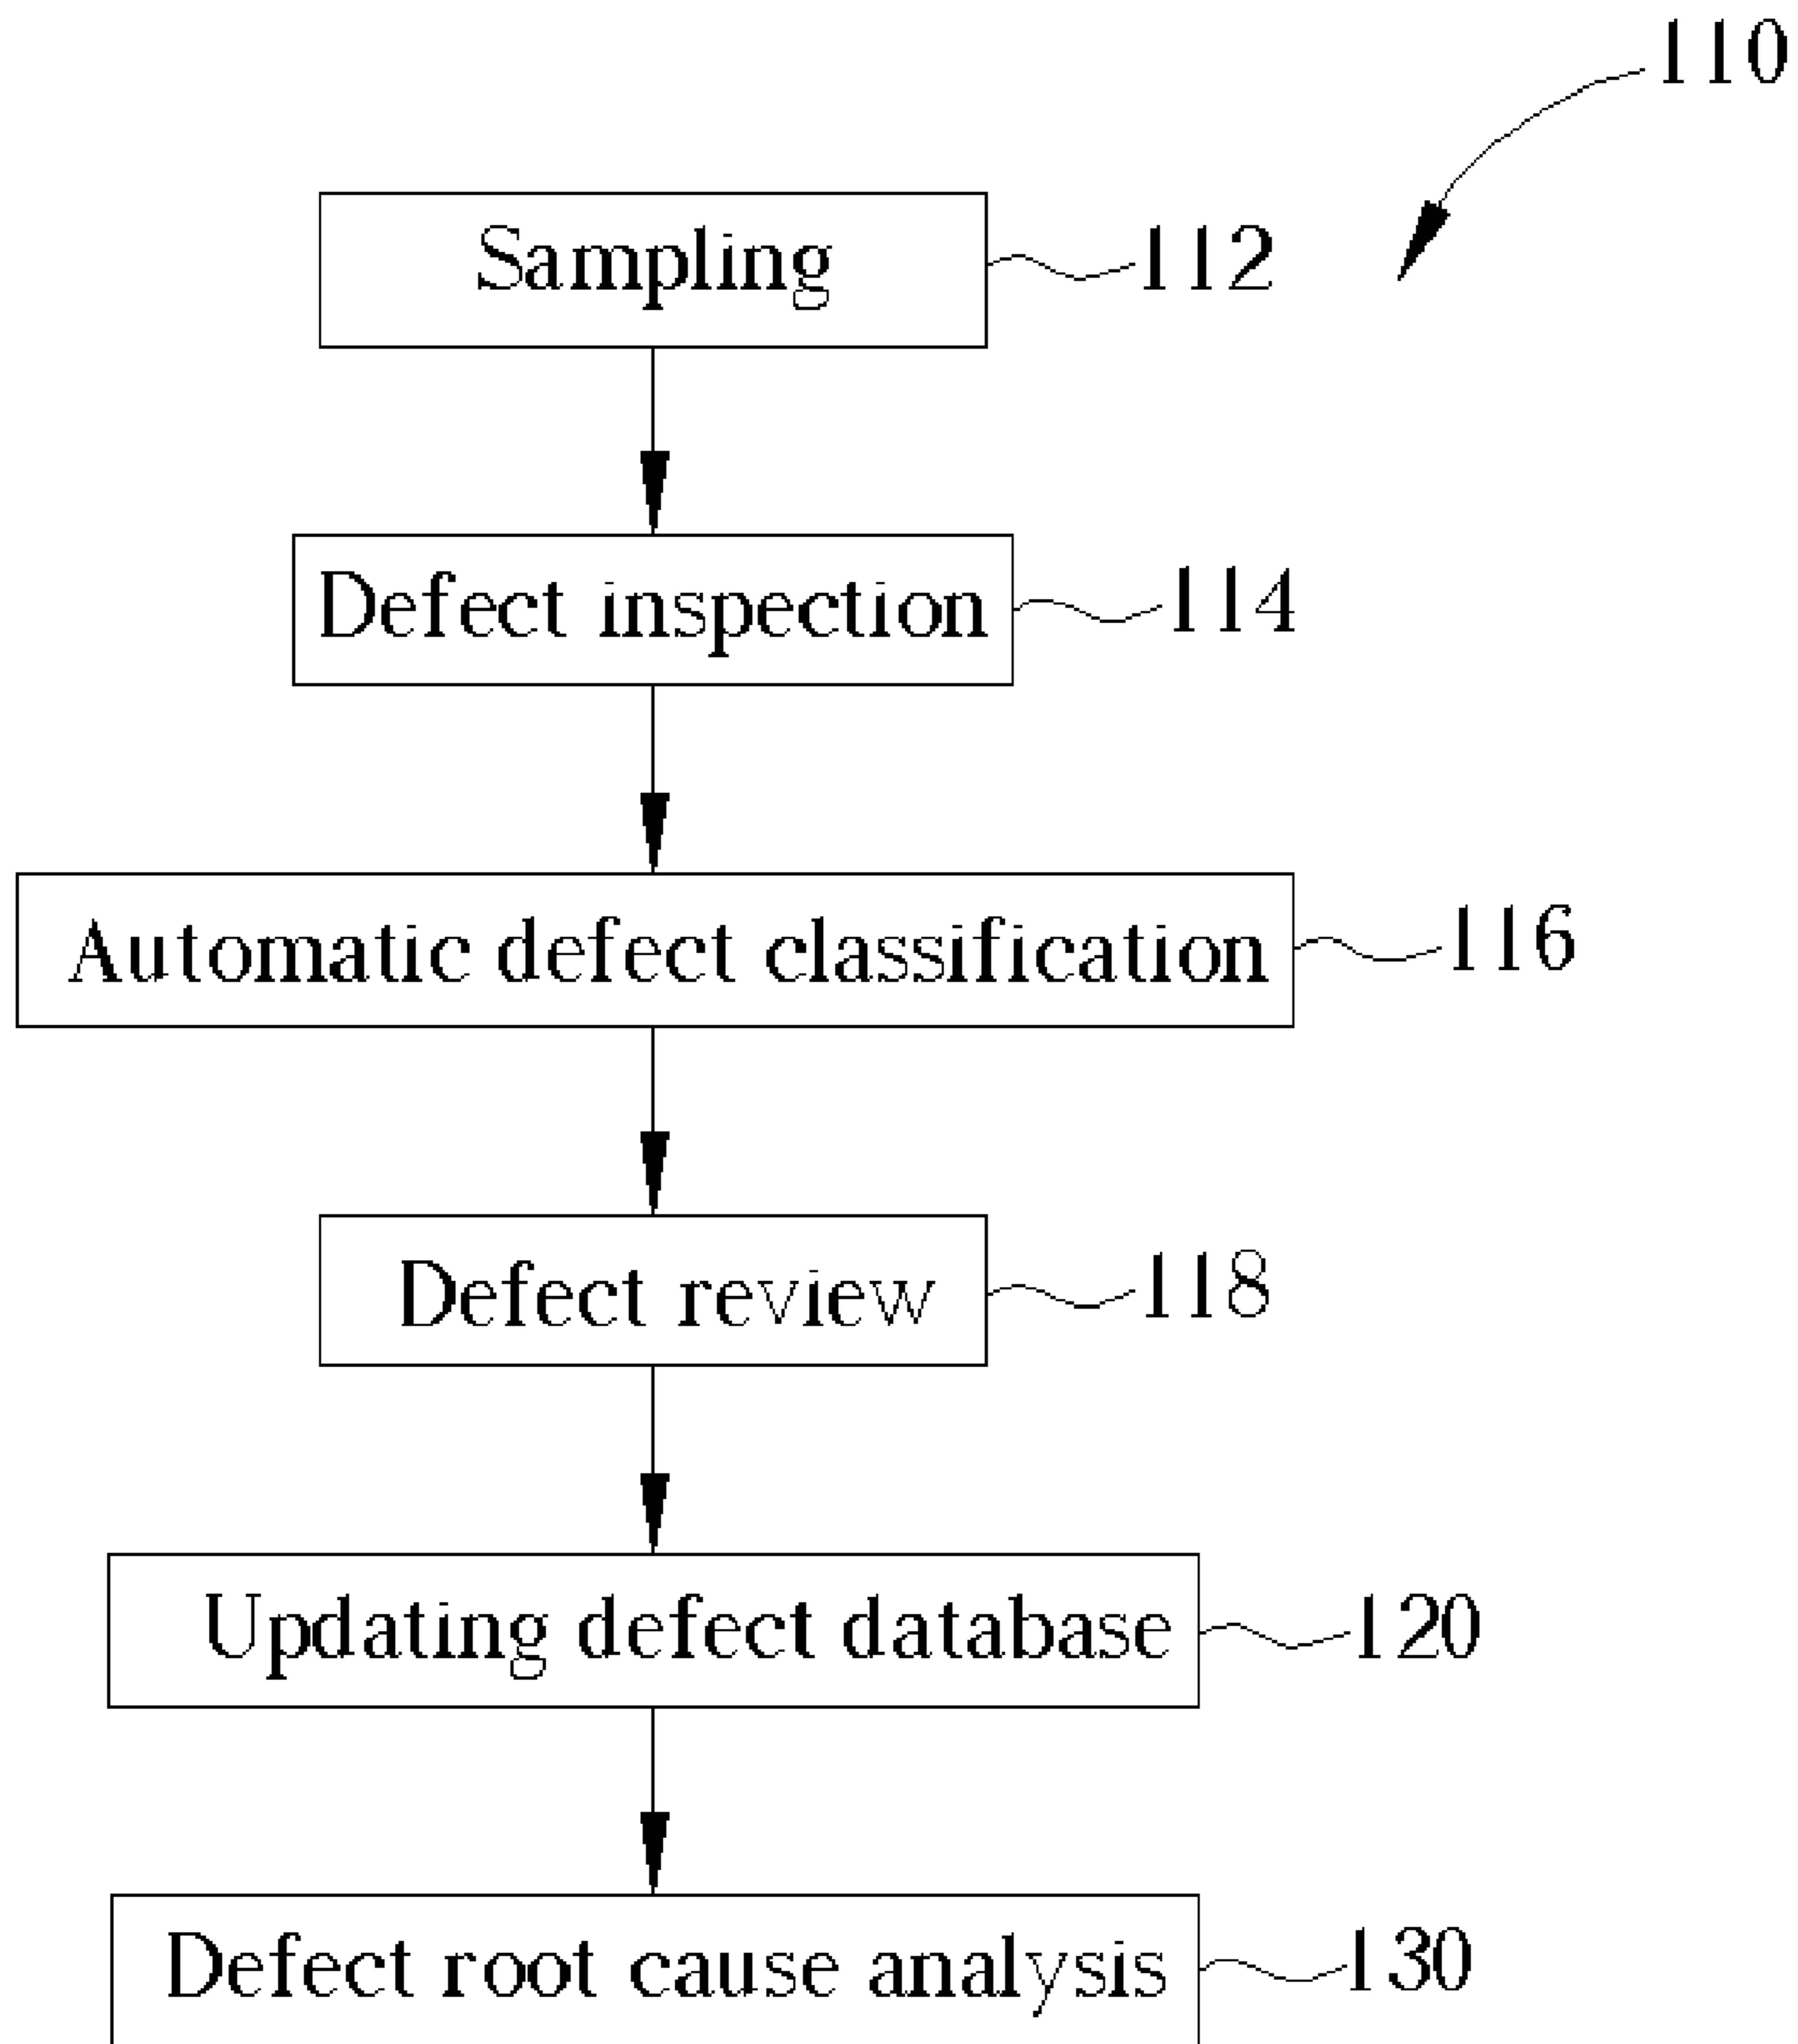 110
Sampling 112
Defect inspection 114
Automatic defect classification 116
Defect review 118
Updating defect database 120
Defect root cause analysis 130